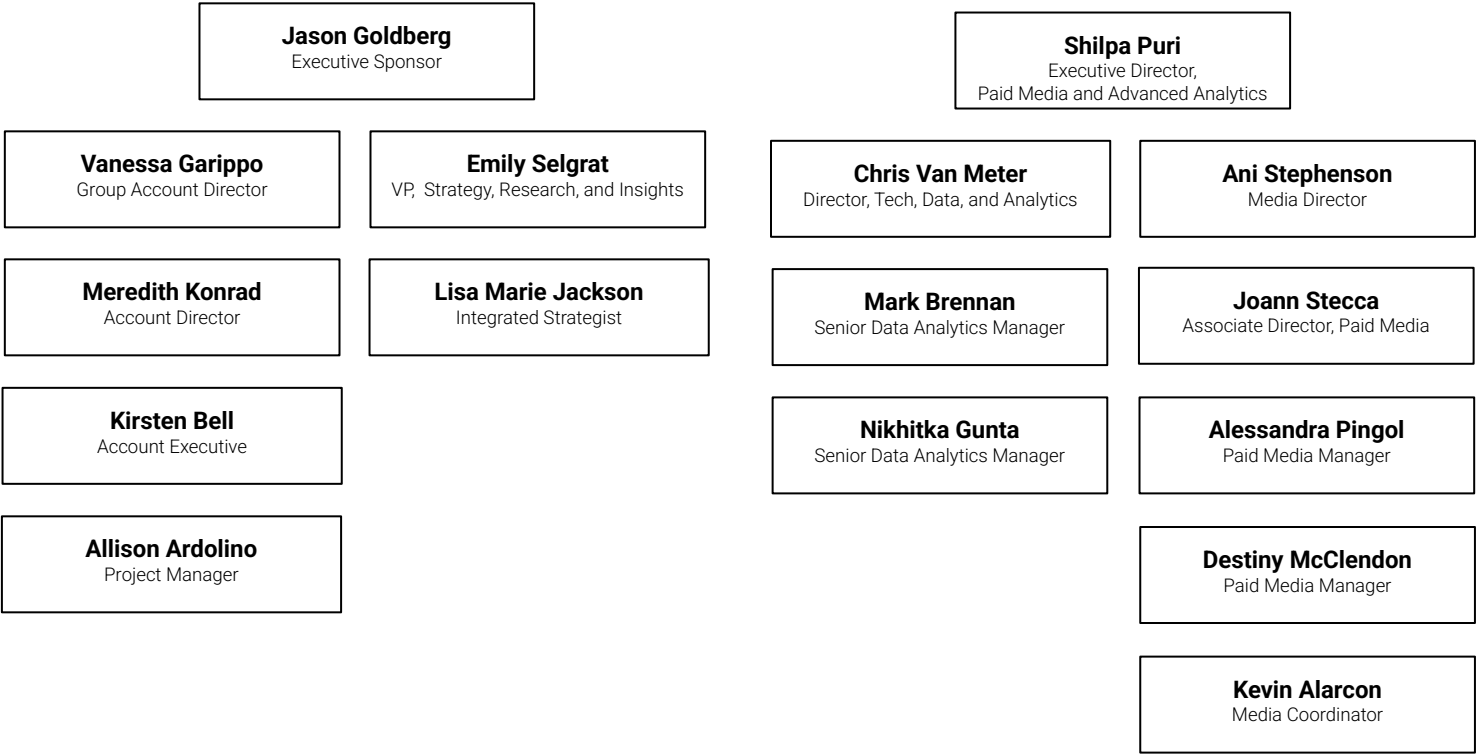 Jason Goldberg
Executive Sponsor
Shilpa Puri
Executive Director,
Paid Media and Advanced Analytics
Vanessa Garippo
Group Account Director
Emily Selgrat
VP, Strategy, Research, and Insights
Chris Van Meter
Director, Tech, Data, and Analytics
Ani Stephenson
Media Director
Meredith Konrad
Account Director
Lisa Marie Jackson
Integrated Strategist
Mark Brennan
Senior Data Analytics Manager
Joann Stecca
Associate Director, Paid Media
Kirsten Bell
Account Executive
Nikhitka Gunta
Senior Data Analytics Manager
Alessandra Pingol
Paid Media Manager
Allison Ardolino
Project Manager
Destiny McClendon
Paid Media Manager
Kevin Alarcon
Media Coordinator